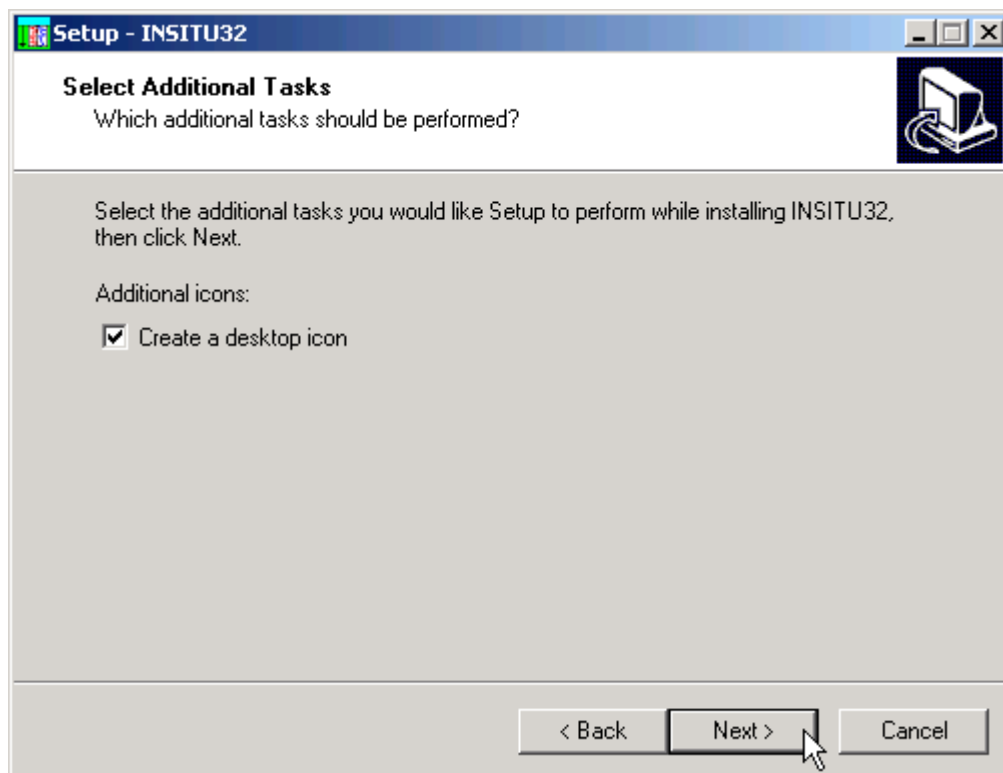 Setup - INSITU32
Select Additional Tasks
Which additional tasks should be performed?
Select the additional tasks you would like Setup to perform while installing INSITU32,
then click Next.
Additional icons:
Create a desktop icon
< Back Next > Cancel